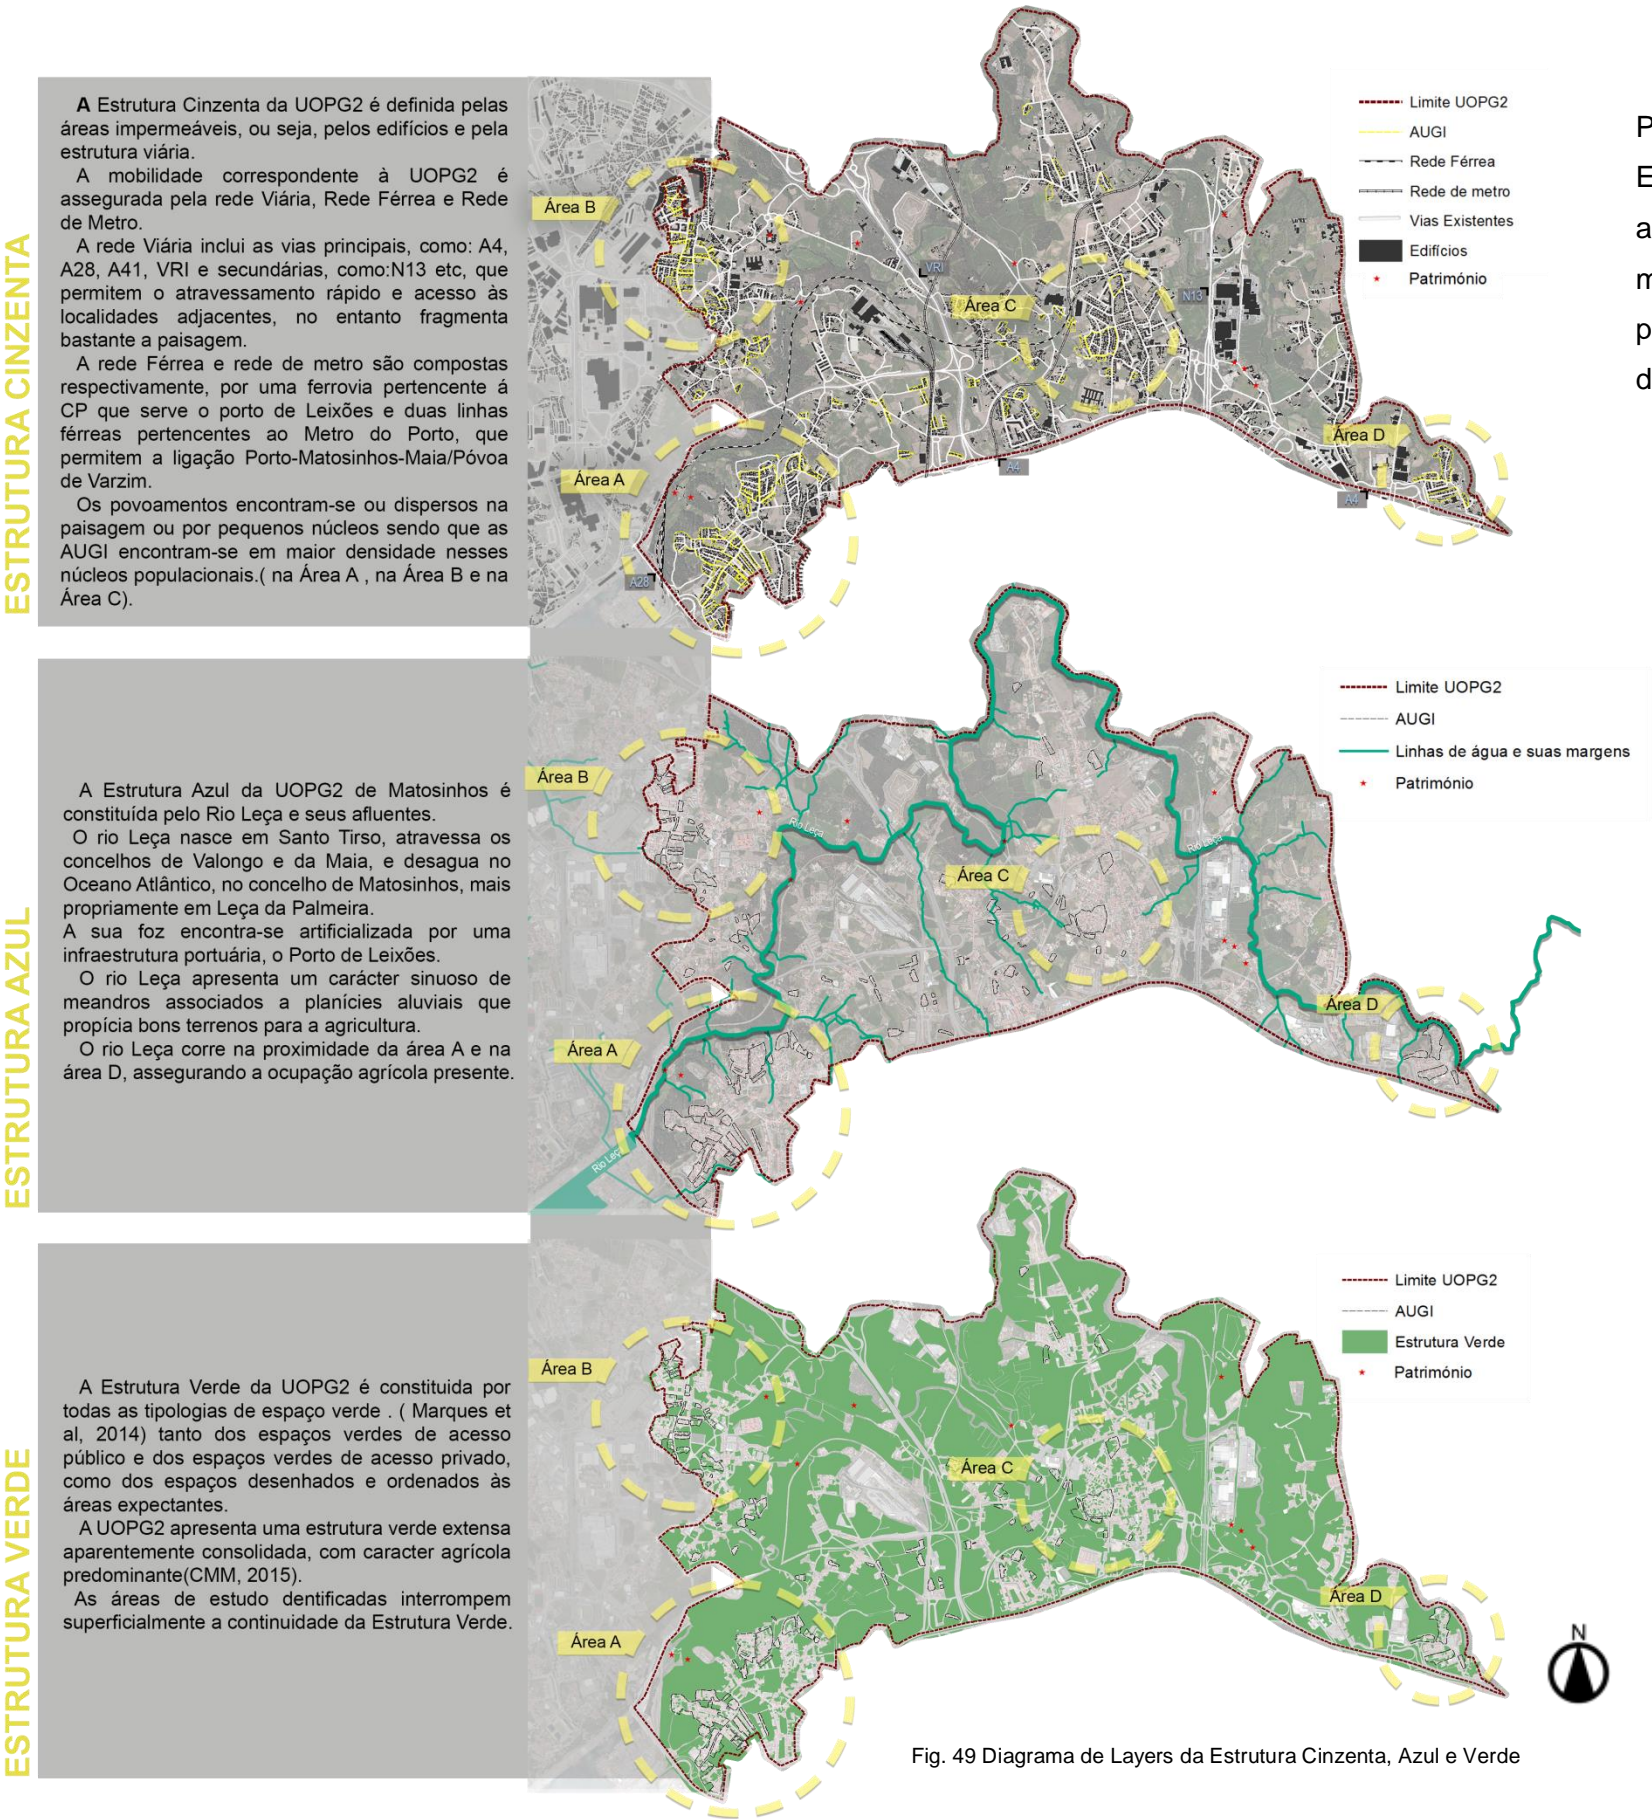 ESTRUTURA CINZENTA
A Estrutura Cinzenta da UOPG2 é definida pelas
áreas impermeáveis, ou seja, pelos edifícios e pela
estrutura viária.
A mobilidade correspondente à UOPG2 é
assegurada pela rede Viária, Rede Férrea e Rede
de Metro.
A rede Viária inclui as vias principais, como: A4,
A28, A41, VRI e secundárias, como:N13 etc, que
permitem o atravessamento rápido e acesso às
localidades adjacentes, no entanto fragmenta
bastante a paisagem.
A rede Férrea e rede de metro são compostas
respectivamente, por uma ferrovia pertencente á
CP que serve o porto de Leixões e duas linhas
férreas pertencentes ao Metro do Porto, que
permitem a ligação Porto-Matosinhos-Maia/Póvoa
de Varzim.
Os povoamentos encontram-se ou dispersos na
paisagem ou por pequenos núcleos sendo que as
AUGI encontram-se em maior densidade nesses
núcleos populacionais.( na Área A , na Área B e na
Área C).
Área B
VRI
Área C
N13
Área D
Área A
A4
A4
A28
Limite UOPG2
AUGI
Rede Férrea
Rede de metro
Vias Existentes
Edifícios
Património
P
E
a
m
p
d
ESTRUTURA AZUL
A Estrutura Azul da UOPG2 de Matosinhos é
constituída pelo Rio Leça e seus afluentes.
O rio Leça nasce em Santo Tirso, atravessa os
concelhos de Valongo e da Maia, e desagua no
Oceano Atlântico, no concelho de Matosinhos, mais
propriamente em Leça da Palmeira.
A sua foz encontra-se artificializada por uma
infraestrutura portuária, o Porto de Leixões.
O rio Leça apresenta um carácter sinuoso de
meandros associados a planícies aluviais que
propícia bons terrenos para a agricultura.
O rio Leça corre na proximidade da área A e na
área D, assegurando a ocupação agrícola presente.
Área B
Rio Leça
Rio Leça
Área C
Área D
Área A
Rio Leça
Limite UOPG2
AUGI
Linhas de água e suas margens
Património
ESTRUTURA VERDE
A Estrutura Verde da UOPG2 é constituida por
todas as tipologias de espaço verde . ( Marques et
al, 2014) tanto dos espaços verdes de acesso
público e dos espaços verdes de acesso privado,
como dos espaços desenhados e ordenados às
áreas expectantes.
A UOPG2 apresenta uma estrutura verde extensa
aparentemente consolidada, com caracter agrícola
predominante(CMM, 2015).
As áreas de estudo dentificadas interrompem
superficialmente a continuidade da Estrutura Verde.
Área B
Área C
Área D
Área A
Limite UOPG2
AUGI
Estrutura Verde
Património
N
Fig. 49 Diagrama de Layers da Estrutura Cinzenta, Azul e Verde